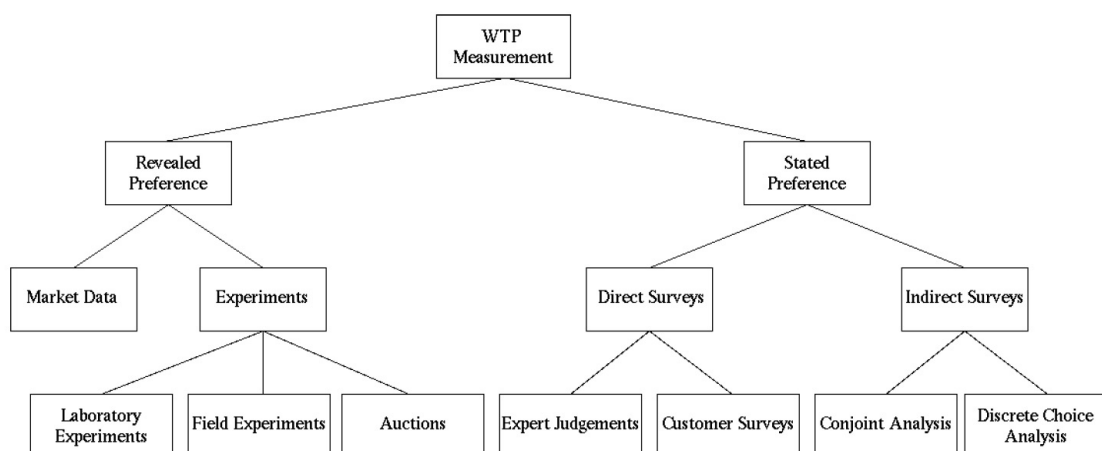 WTP
Measurement
Revealed
Preference
Stated
Preference
Market Data
Experiments
Direct Surveys
Indirect Surveys
Laboratory
Experiments
Field Experiments
Auctions
Expert Judgements
Customer Surveys
Conjoint Analysis
Discrete Choice
Analysis